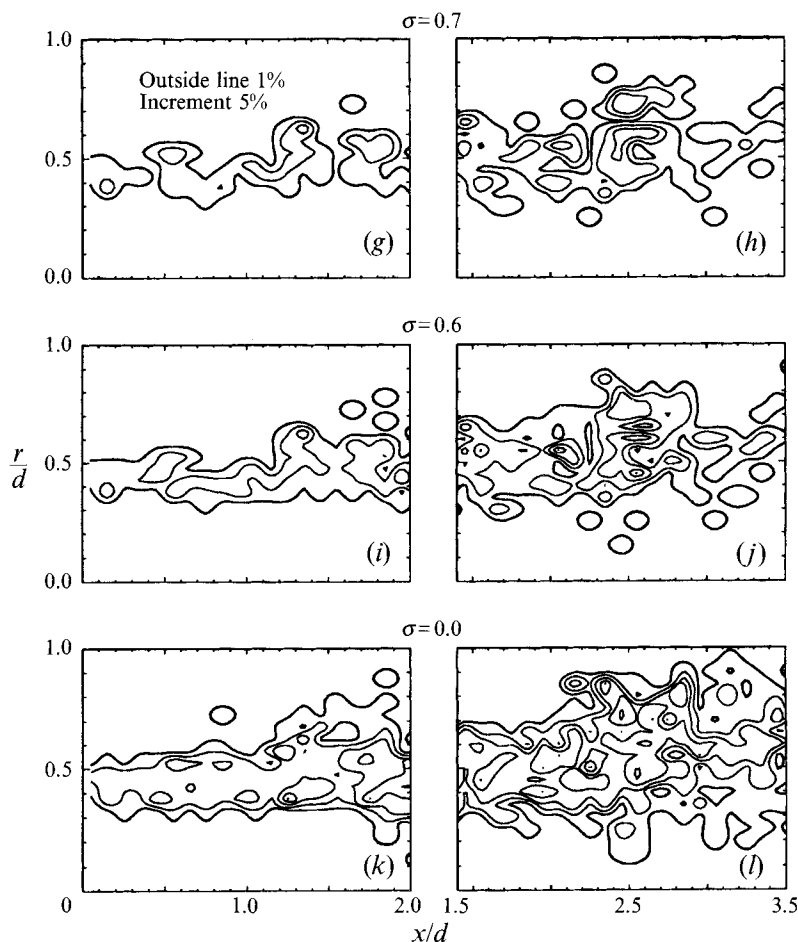 σ=0.7
1.0
Outside line 1%
Increment 5%
0.5
0.0
(g)
(h)
σ=0.6
1.0
r/d
0.5
0.0
(i)
(j)
σ=0.0
1.0
0.5
0
(k)
(l)
1.0
2.0
1.5
2.5
3.5
x/d